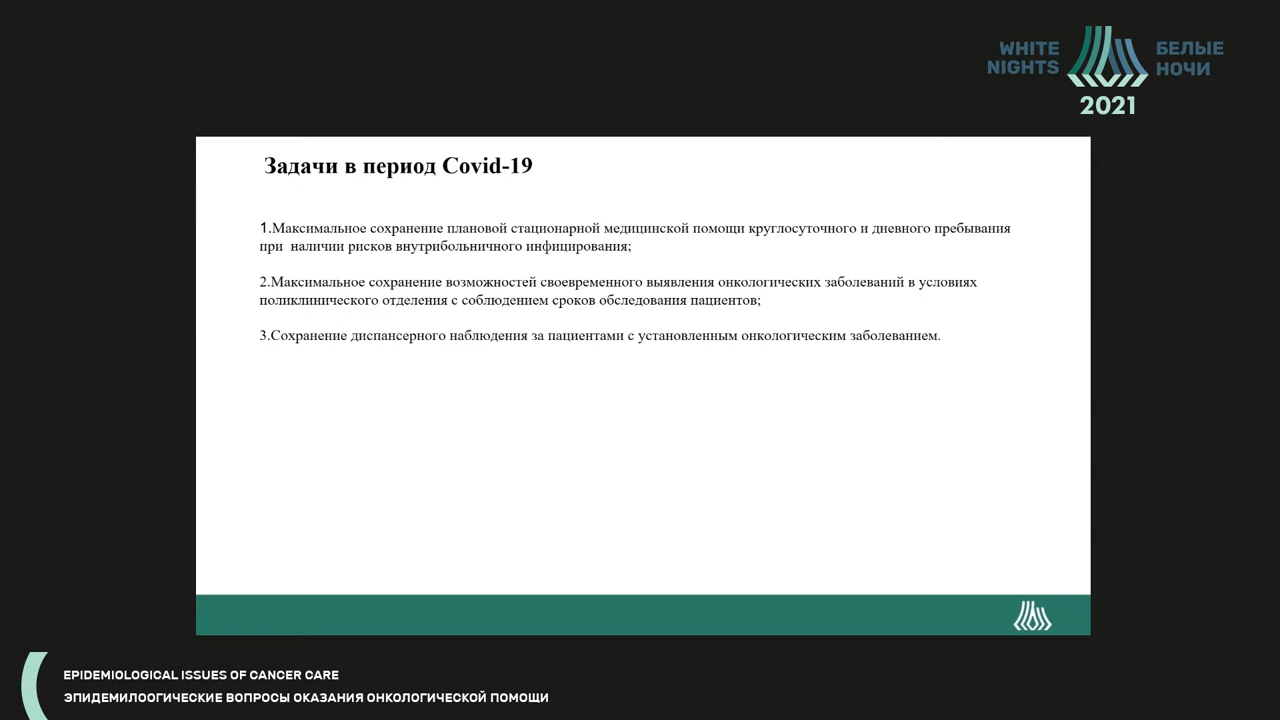 WHITE NIGHTS
БЕЛЫЕ НОЧИ
2021
Задачи в период Covid-19
1.Максимальное сохранение плановой стационарной медицинской помощи круглосуточного и дневного пребывания
при  наличии рисков внутрибольничного инфицирования;
2.Максимальное сохранение возможностей своевременного выявления онкологических заболеваний в условиях
поликлинического отделения с соблюдением сроков обследования пациентов;
3.Сохранение диспансерного наблюдения за пациентами с установленным онкологическим заболеванием.
EPIDEMIOLOGICAL ISSUES OF CANCER CARE
ЭПИДЕМИЛООГИЧЕСКИЕ ВОПРОСЫ ОКАЗАНИЯ ОНКОЛОГИЧЕСКОЙ ПОМОЩИ